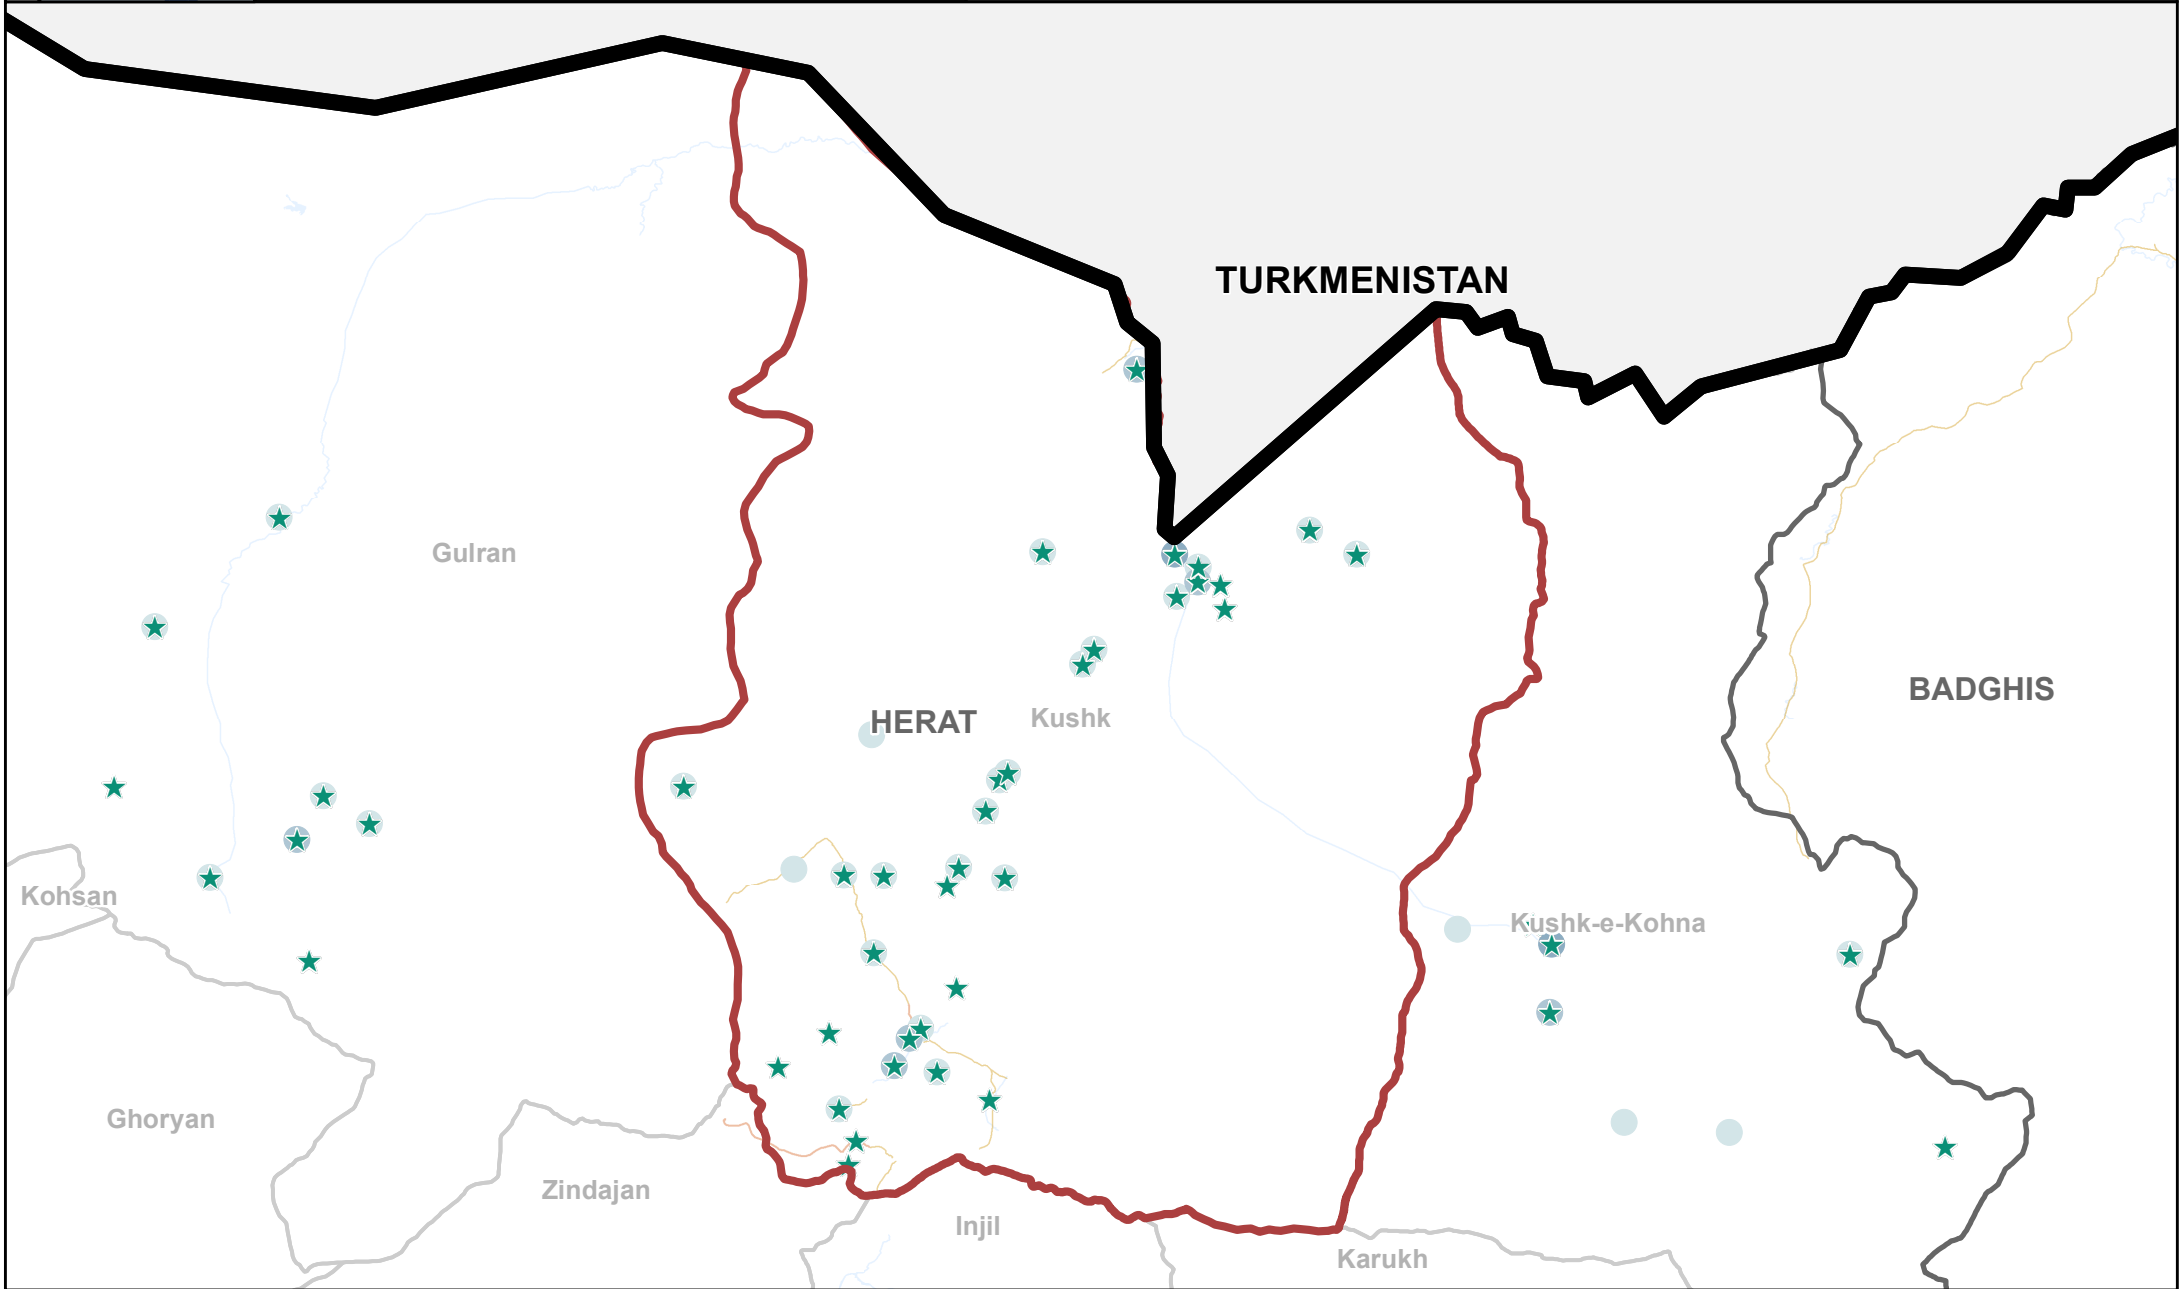 TURKMENISTAN
Gulran
BADGHIS
HERAT
Kushk
Kohsan
Kushk-e-Kohna
Ghoryan
Zindajan
Injil
Karukh